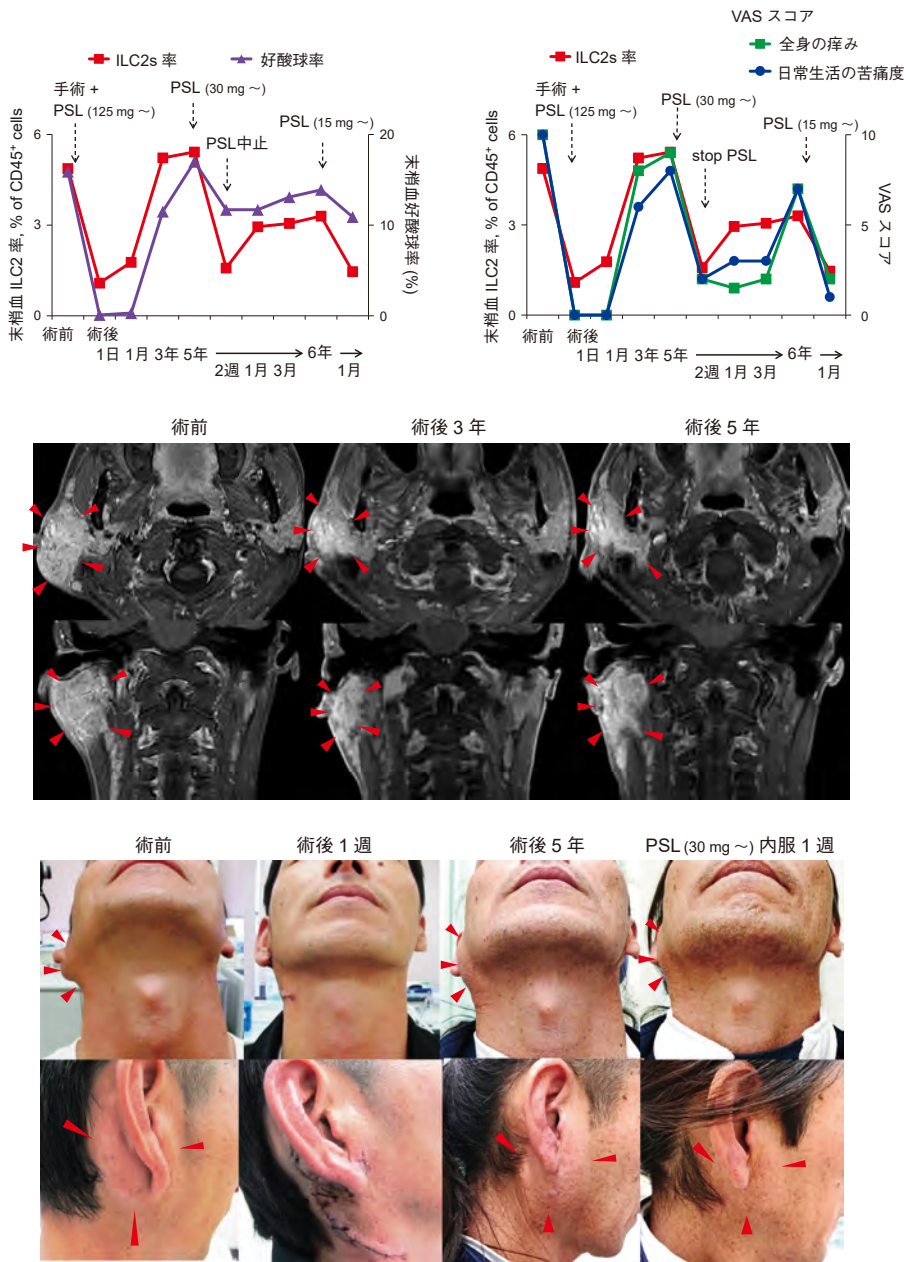 ILC2s 率
好酸球率
手術 +
PSL (125 mg ～)
PSL
(30 mg ～)
PSL中止
PSL (15 mg ～)
末梢血 ILC2 率, % of CD45+ cells
6
3
0
20
10
0
末梢血好酸球率 (%)
術前
術後
1日
1月
3年
5年
2週
1月
3月
6年
1月
VAS スコア
全身の痒み
日常生活の苦痛度
ILC2s 率
手術 +
PSL (125 mg ～)
PSL
(30 mg ～)
stop PSL
PSL (15 mg ～)
末梢血 ILC2 率, % of CD45+ cells
6
3
0
10
5
0
VAS スコア
術前
術後
1日
1月
3年
5年
2週
1月
3月
6年
1月
術前
術後 3 年
術後 5 年
術前
術後 1 週
術後 5 年
PSL (30 mg ～) 内服 1 週